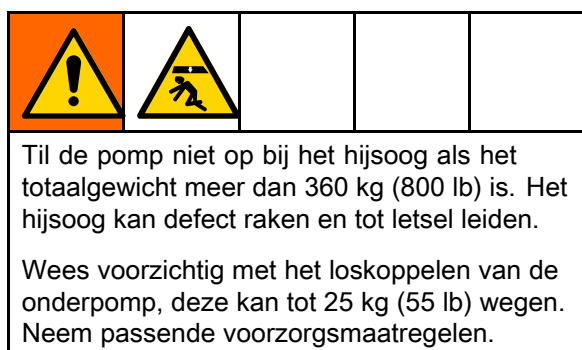 Til de pomp niet op bij het hijsoog als het
totaalgewicht meer dan 360 kg (800 lb) is. Het
hijsoog kan defect raken en tot letsel leiden.
Wees voorzichtig met het loskoppelen van de
onderpomp, deze kan tot 25 kg (55 lb) wegen.
Neem passende voorzorgsmaatregelen.